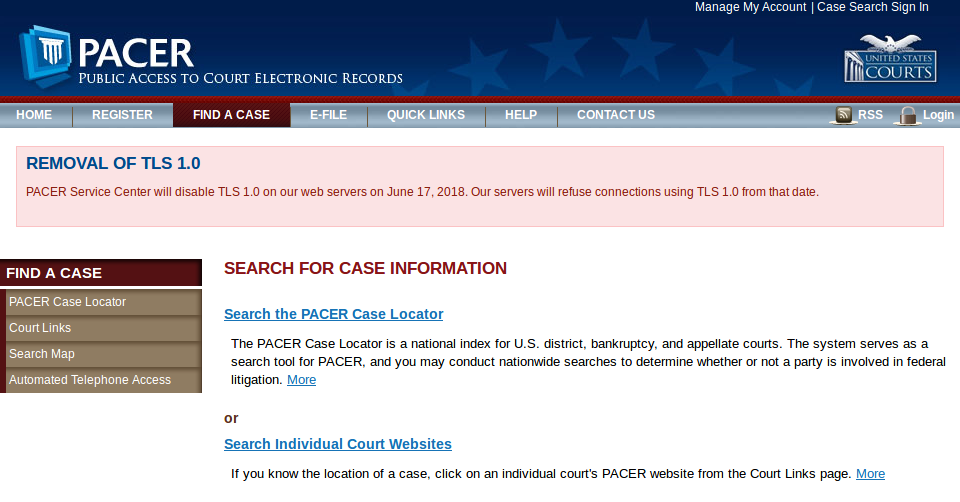 Manage My Account | Case Search Sign In
PACER
PUBLIC ACCESS TO COURT ELECTRONIC RECORDS
UNITED STATES
COURTS
HOME REGISTER FIND A CASE E-FILE QUICK LINKS HELP CONTACT US RSS Login
REMOVAL OF TLS 1.0
PACER Service Center will disable TLS 1.0 on our web servers on June 17, 2018. Our servers will refuse connections using TLS 1.0 from that date.
FIND A CASE
PACER Case Locator
Court Links
Search Map
Automated Telephone Access
SEARCH FOR CASE INFORMATION
Search the PACER Case Locator
The PACER Case Locator is a national index for U.S. district, bankruptcy, and appellate courts. The system serves as a
search tool for PACER, and you may conduct nationwide searches to determine whether or not a party is involved in federal
litigation. More
or
Search Individual Court Websites
If you know the location of a case, click on an individual court's PACER website from the Court Links page. More